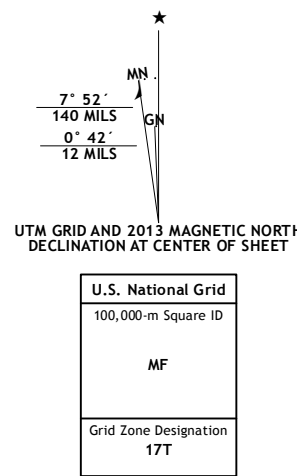 ★
MN
7° 52´
140 MILS
GN
0° 42´
12 MILS
UTM GRID AND 2013 MAGNETIC NORTH
DECLINATION AT CENTER OF SHEET
U.S. National Grid
100,000-m Square ID
MF
Grid Zone Designation
17T